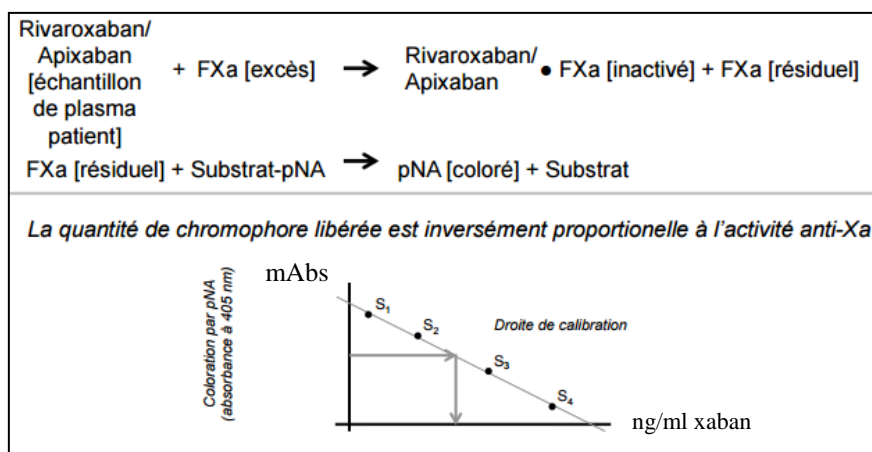 Rivaroxaban/
Apixaban + FXa [excès] → Rivaroxaban/
[échantillon Apixaban • FXa [inactivé] + FXa [résiduel]
de plasma
patient]
FXa [résiduel] + Substrat-pNA → pNA [coloré] + Substrat
La quantité de chromophore libérée est inversément proportionelle à l'activité anti-Xa
mAbs
Coloration par pNA
(absorbance à 405 nm)
S1
S2
Droite de calibration
S3
S4
ng/ml xaban